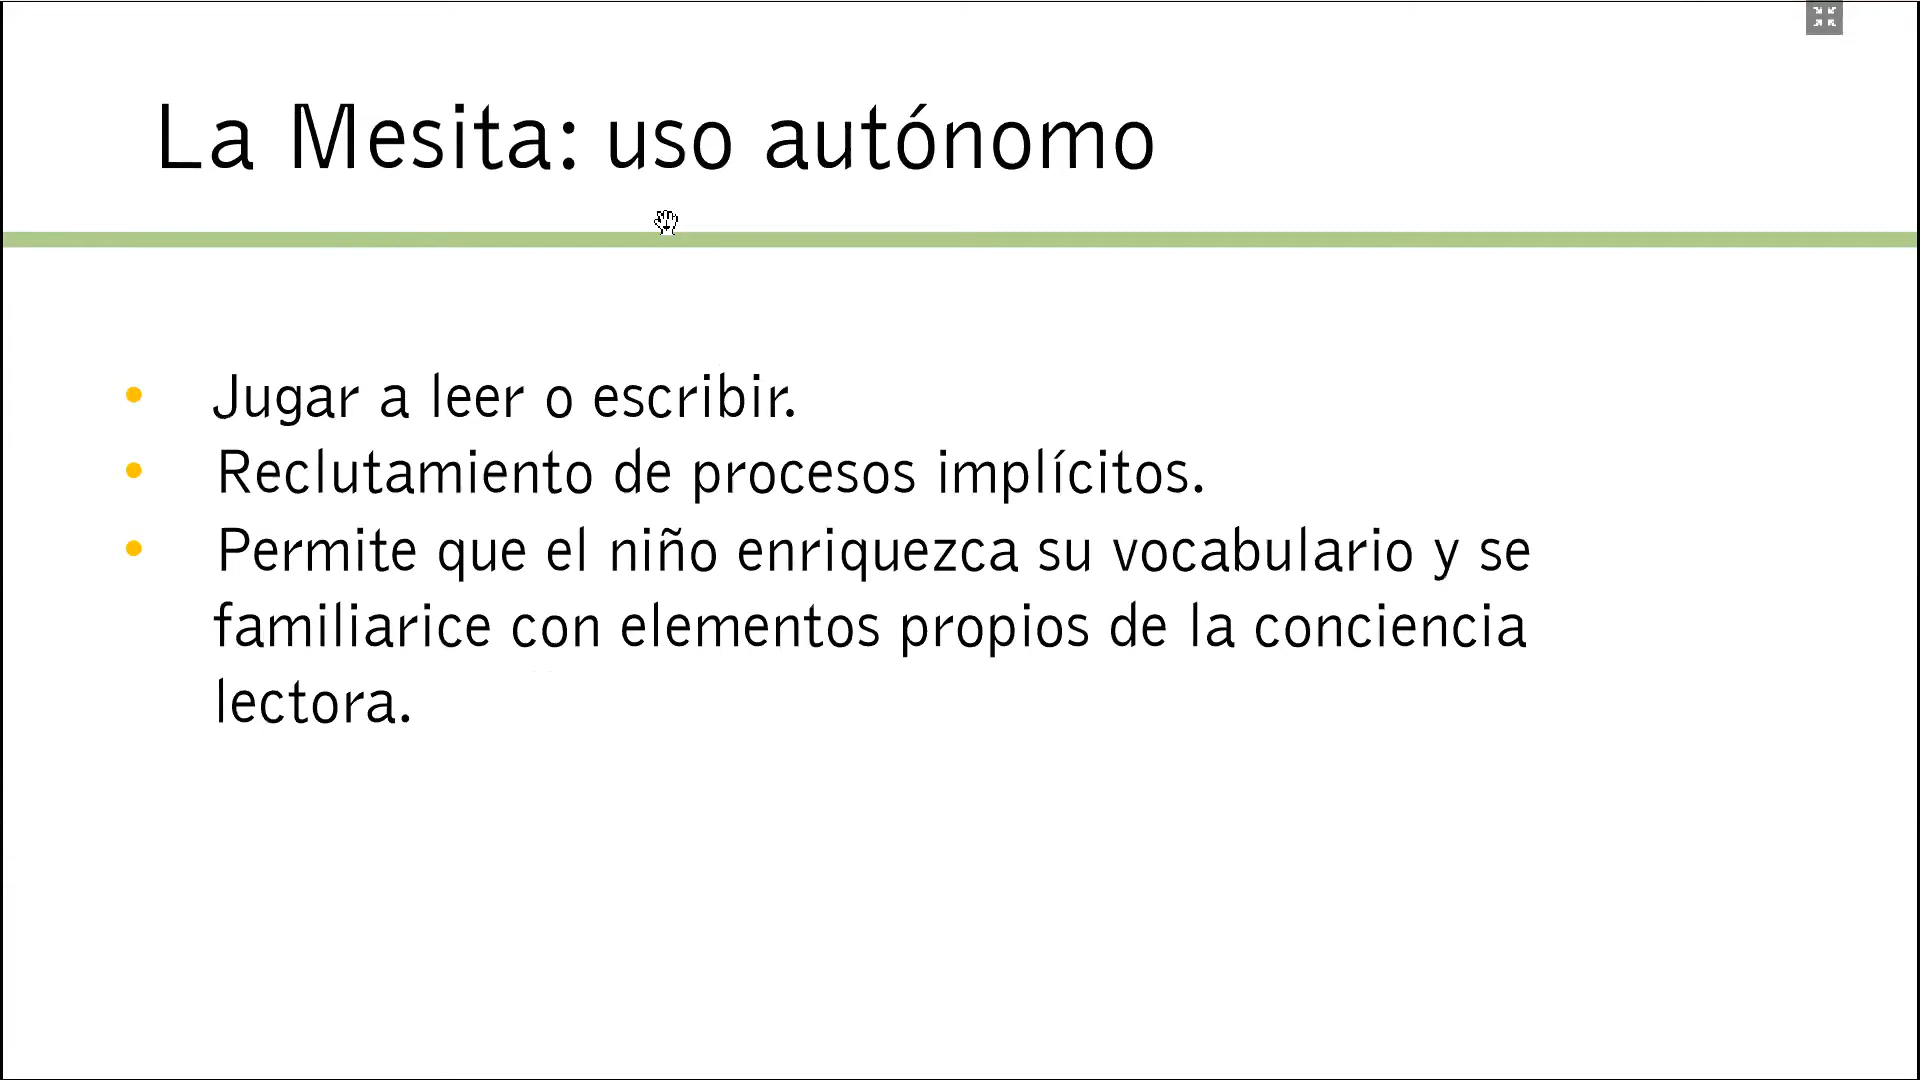 La Mesita: uso autónomo
• Jugar a leer o escribir.
• Reclutamiento de procesos implícitos.
• Permite que el niño enriquezca su vocabulario y se
familiarice con elementos propios de la conciencia
lectora.